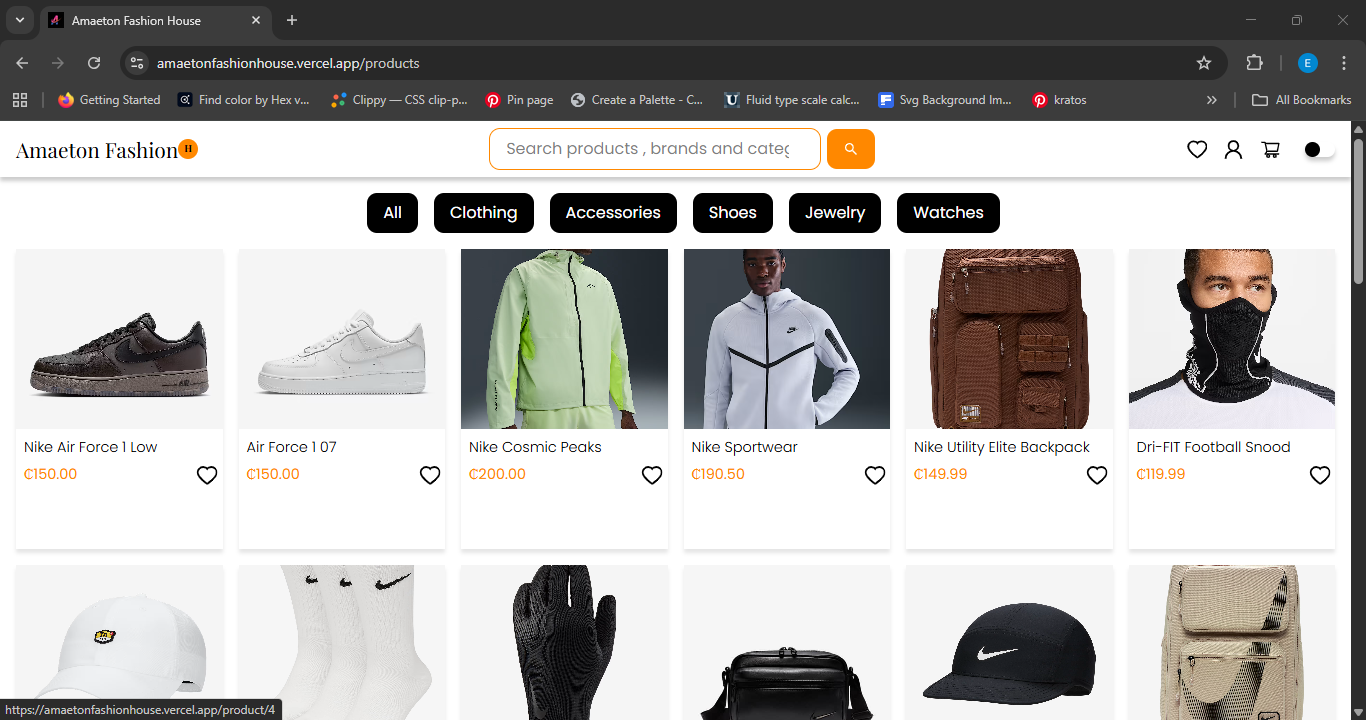 Amaeton Fashion House
amaetonfashionhouse.vercel.app/products
E
Getting Started
Find color by Hex v...
Clippy — CSS clip-p...
Pin page
Create a Palette - C...
Fluid type scale calc...
Svg Background Im...
kratos
All Bookmarks
Amaeton Fashion H
Search products , brands and categ
All
Clothing
Accessories
Shoes
Jewelry
Watches
Nike Air Force 1 Low
Air Force 1 07
Nike Cosmic Peaks
Nike Sportwear
Nike Utility Elite Backpack
Dri-FIT Football Snood
₵150.00
₵150.00
₵200.00
₵190.50
₵149.99
₵119.99
https://amaetonfashionhouse.vercel.app/product/4